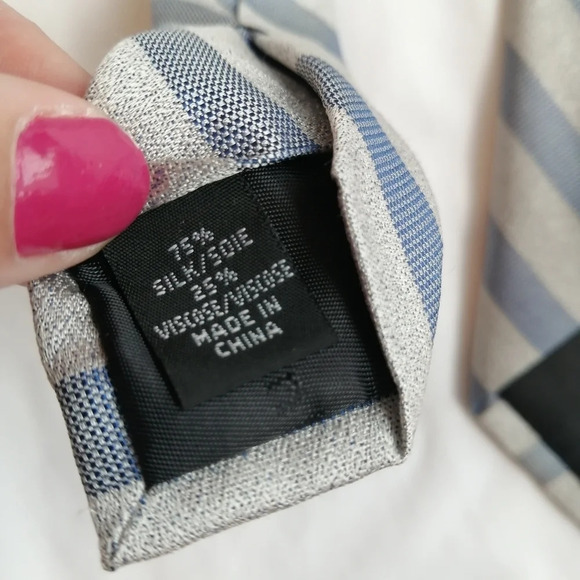 75%
SILK/SOIE
25%
VISCOSE/VISCOSE
MADE IN
CHINA